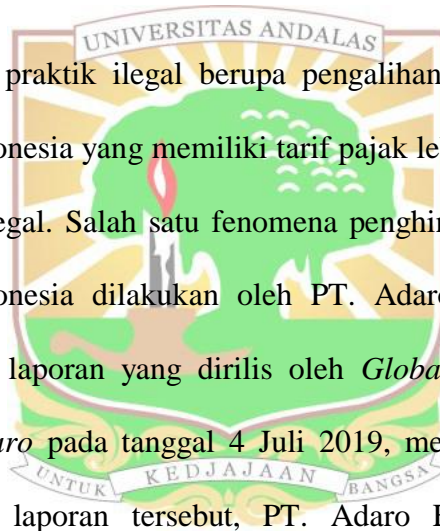 UNIVERSITAS ANDALAS
praktik ilegal berupa pengalihan
onesia yang memiliki tarif pajak le
egal. Salah satu fenomena penghin
onesia dilakukan oleh PT. Adaro
laporan yang dirilis oleh Globa
aro pada tanggal 4 Juli 2019, me
UNTUK KEDJAJAAN BANGSA
laporan tersebut, PT. Adaro E